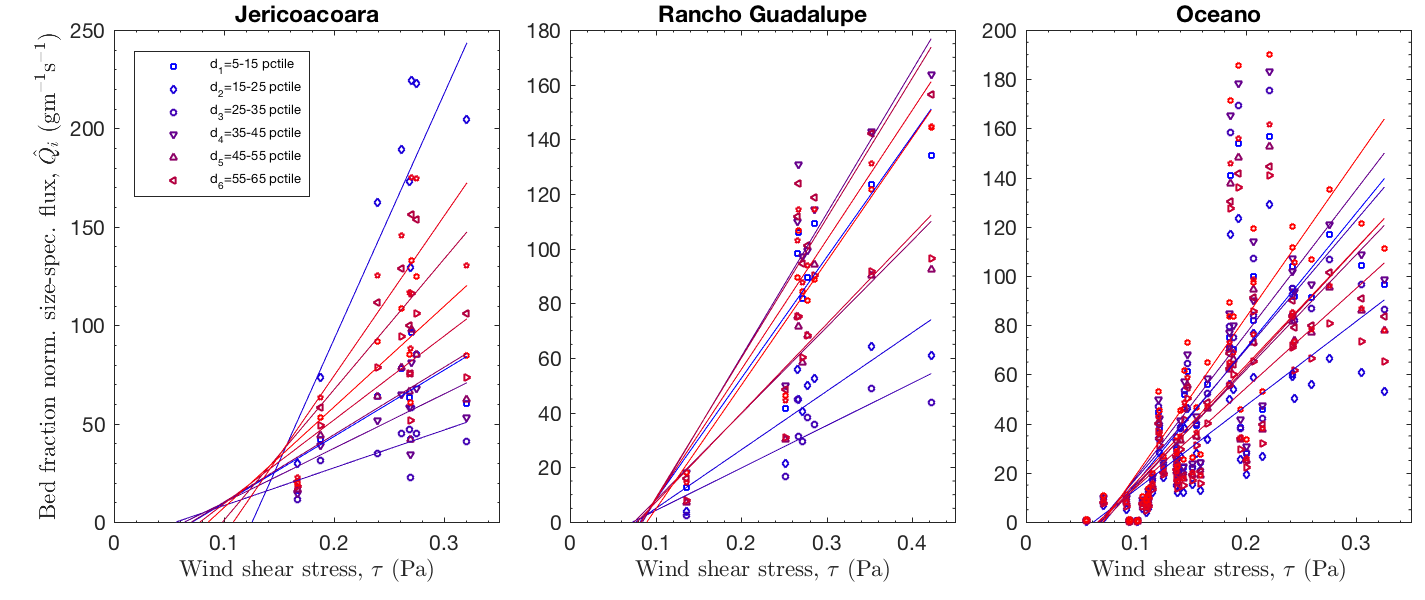 Jericoacoara
Rancho Guadalupe
Oceano
Bed fraction norm. size-spec. flux, Q̂ᵢ (gm⁻¹s⁻¹)
250
200
150
100
50
0
d₁=5-15 pctile
d₂=15-25 pctile
d₃=25-35 pctile
d₄=35-45 pctile
d₅=45-55 pctile
d₆=55-65 pctile
0 0.1 0.2 0.3
Wind shear stress, τ (Pa)
180
160
140
120
100
80
60
40
20
0
0 0.1 0.2 0.3 0.4
Wind shear stress, τ (Pa)
200
180
160
140
120
100
80
60
40
20
0
0 0.1 0.2 0.3
Wind shear stress, τ (Pa)